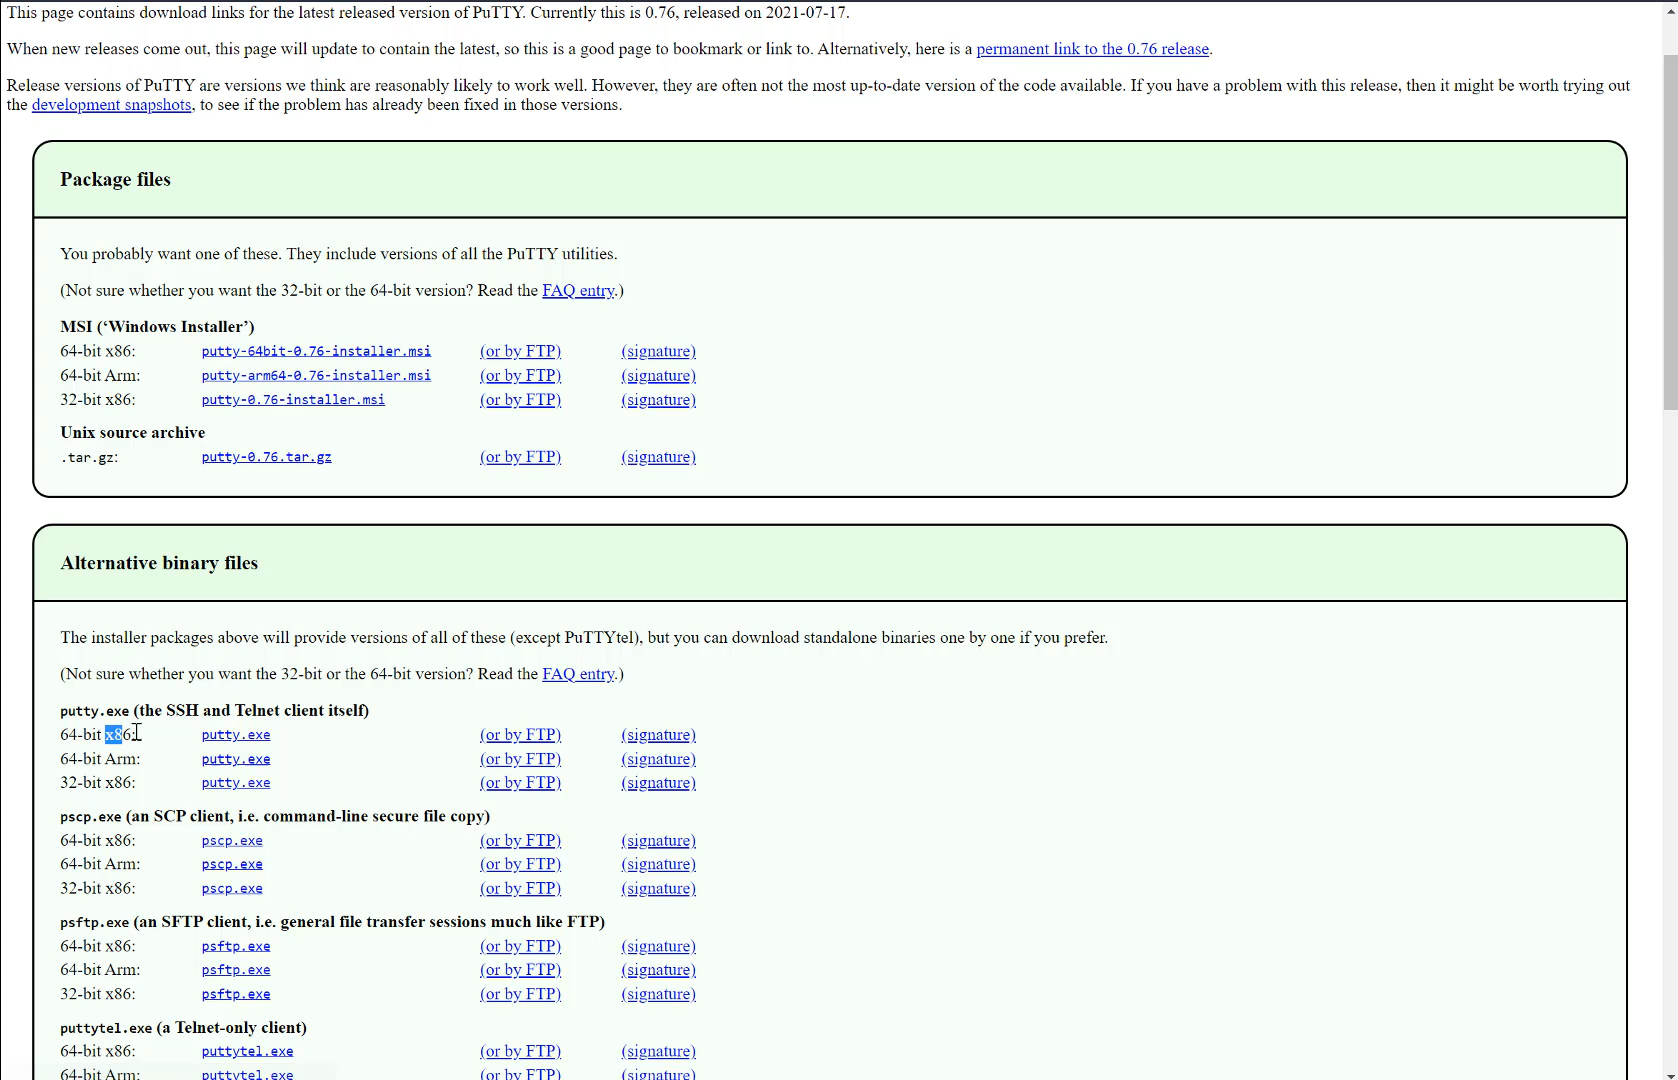 This page contains download links for the latest released version of PuTTY. Currently this is 0.76, released on 2021-07-17.
When new releases come out, this page will update to contain the latest, so this is a good page to bookmark or link to. Alternatively, here is a permanent link to the 0.76 release.
Release versions of PuTTY are versions we think are reasonably likely to work well. However, they are often not the most up-to-date version of the code available. If you have a problem with this release, then it might be worth trying out
the development snapshots, to see if the problem has already been fixed in those versions.
Package files
You probably want one of these. They include versions of all the PuTTY utilities.
(Not sure whether you want the 32-bit or the 64-bit version? Read the FAQ entry.)
MSI (‘Windows Installer’)
64-bit x86: putty-64bit-0.76-installer.msi (or by FTP) (signature)
64-bit Arm: putty-arm64-0.76-installer.msi (or by FTP) (signature)
32-bit x86: putty-0.76-installer.msi (or by FTP) (signature)
Unix source archive
.tar.gz: putty-0.76.tar.gz (or by FTP) (signature)
Alternative binary files
The installer packages above will provide versions of all of these (except PuTTYtel), but you can download standalone binaries one by one if you prefer.
(Not sure whether you want the 32-bit or the 64-bit version? Read the FAQ entry.)
putty.exe (the SSH and Telnet client itself)
64-bit x86: putty.exe (or by FTP) (signature)
64-bit Arm: putty.exe (or by FTP) (signature)
32-bit x86: putty.exe (or by FTP) (signature)
pscp.exe (an SCP client, i.e. command-line secure file copy)
64-bit x86: pscp.exe (or by FTP) (signature)
64-bit Arm: pscp.exe (or by FTP) (signature)
32-bit x86: pscp.exe (or by FTP) (signature)
psftp.exe (an SFTP client, i.e. general file transfer sessions much like FTP)
64-bit x86: psftp.exe (or by FTP) (signature)
64-bit Arm: psftp.exe (or by FTP) (signature)
32-bit x86: psftp.exe (or by FTP) (signature)
puttytel.exe (a Telnet-only client)
64-bit x86: puttytel.exe (or by FTP) (signature)
64-bit Arm: puttytel.exe (or by FTP) (signature)